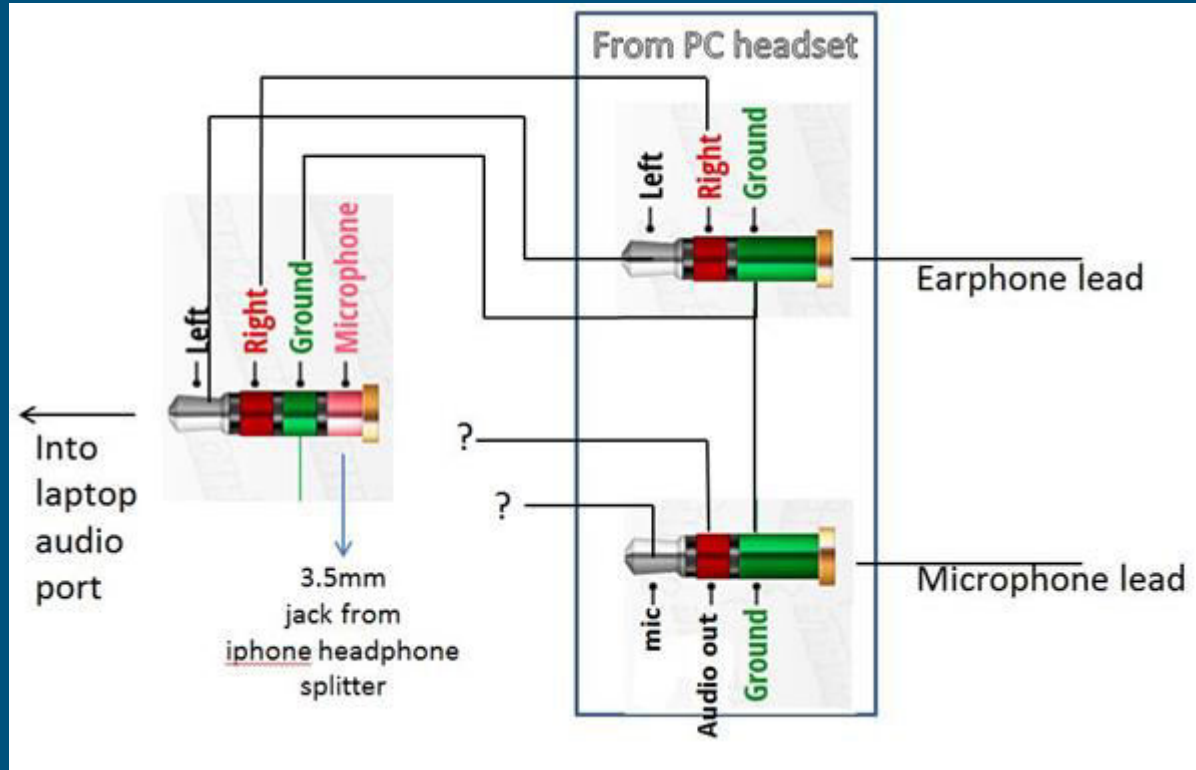 From PC headset
Left
Right
Ground
Earphone lead
Left
Right
Ground
Microphone
Into
laptop
audio
port
3.5mm
jack from
iphone headphone
splitter
?
?
mic
Audio out
Ground
Microphone lead